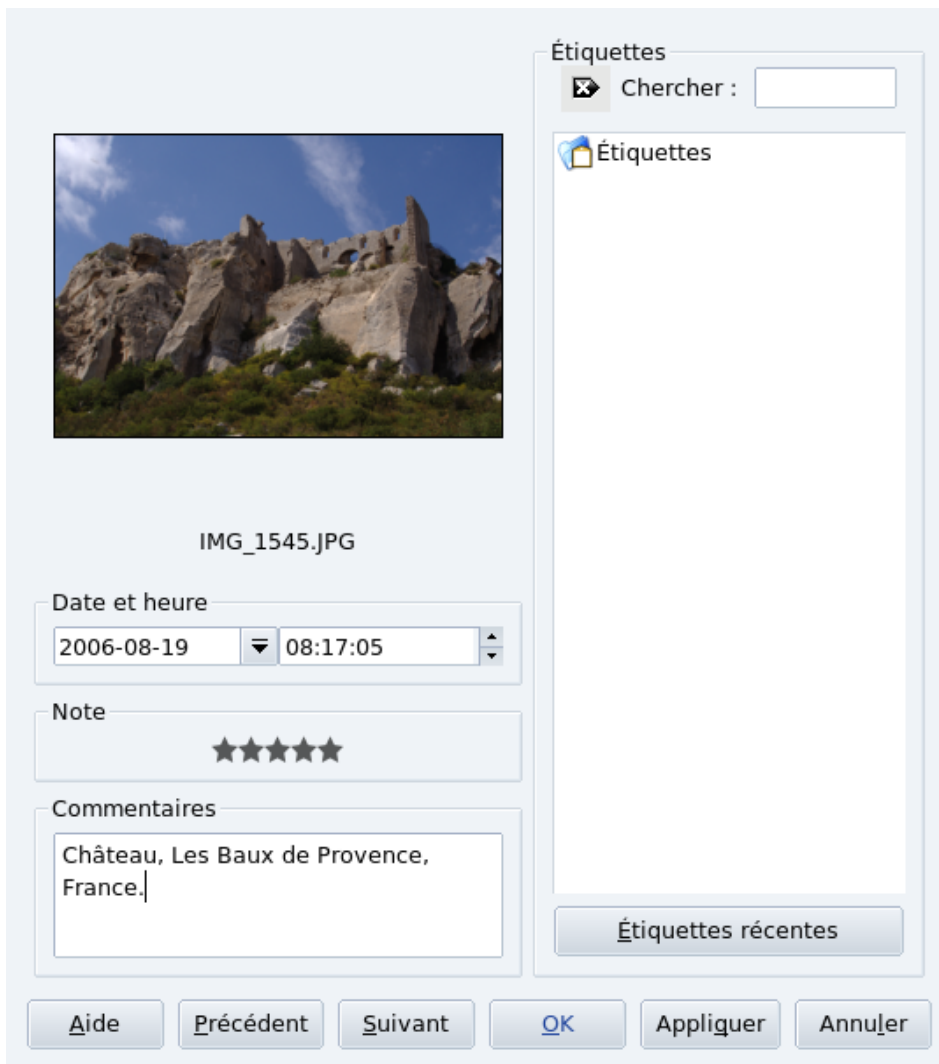 Étiquettes
Chercher :
Étiquettes
IMG_1545.JPG
Date et heure
2006-08-19 08:17:05
Note
Commentaires
Château, Les Baux de Provence,
France.
Étiquettes récentes
Aide Précédent Suivant OK Appliquer Annuler